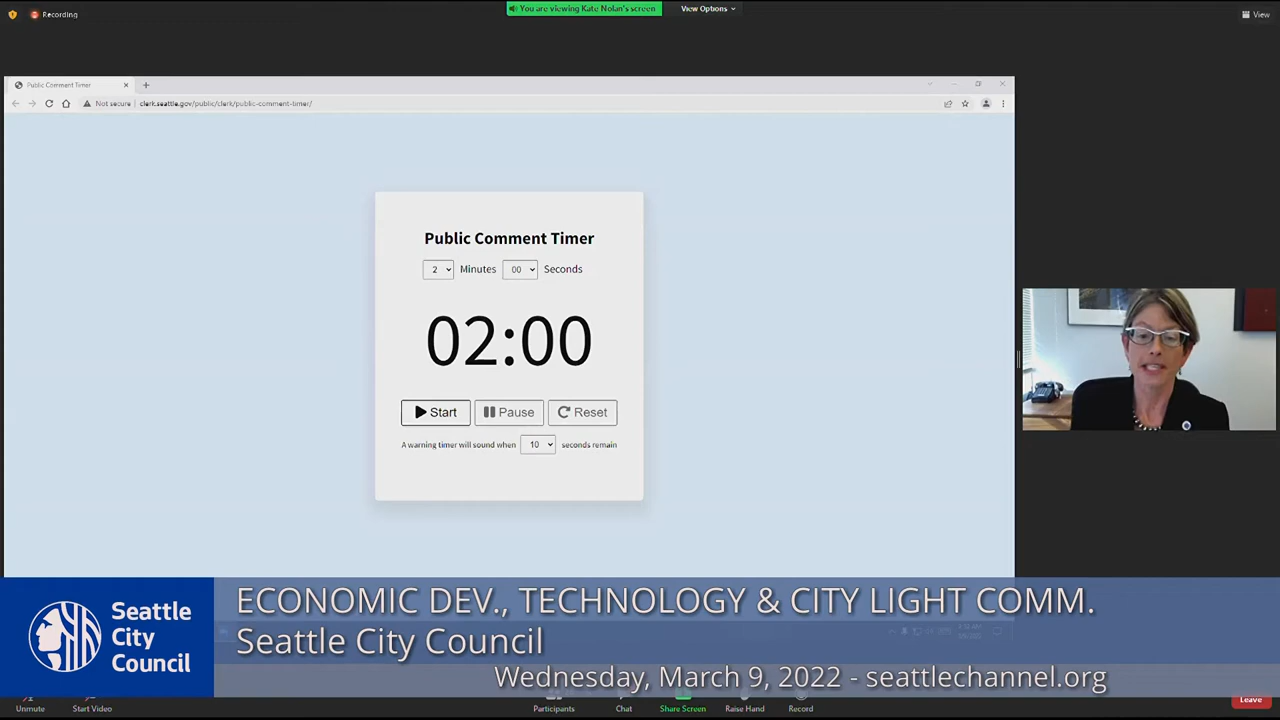 Recording
You are viewing Kate Nolan's screen
View Options
View
Public Comment Timer
Not secure
clerk.seattle.gov/public/clerk/public-comment-timer/
Public Comment Timer
2 Minutes 00 Seconds
02:00
Start Pause Reset
A warning timer will sound when 10 seconds remain
Seattle
City
Council
ECONOMIC DEV., TECHNOLOGY & CITY LIGHT COMM.
Seattle City Council
Wednesday, March 9, 2022 - seattlechannel.org
Unmute
Start Video
Participants
Chat
Share Screen
Raise Hand
Record
Leave